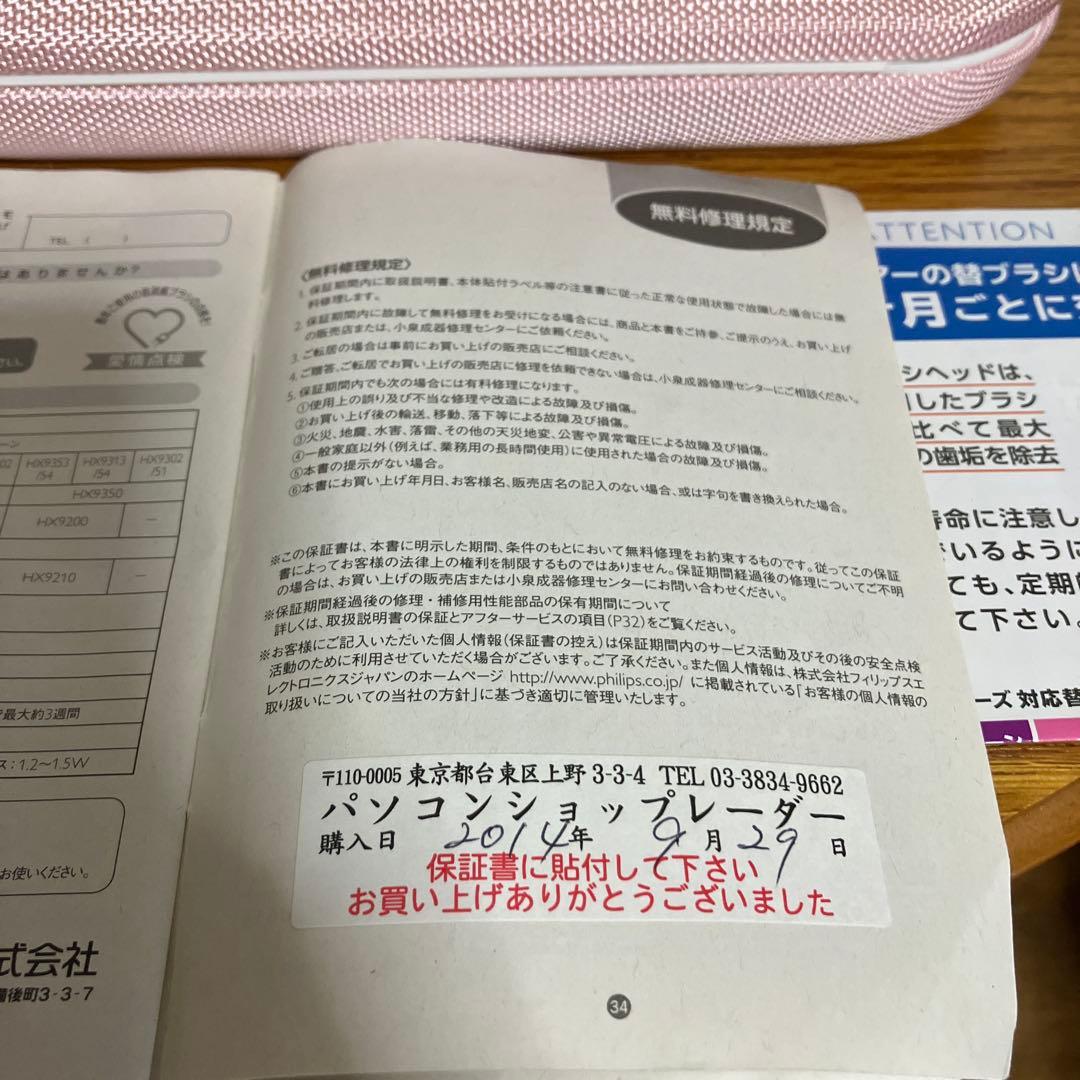 TEL (      )
はありませんか?
愛情点検
さい。
HX9353
/54
HX9313
/54
HX9302
/51
HX9350
HX9200
―
HX9210
―
最大約3週間
ス:1.2〜1.5W
お使いください。
式会社
備後町3-3-7
無料修理規定
〈無料修理規定〉
1. 保証期間内に取扱説明書、本体貼付ラベル等の注意書に従った正常な使用状態で故障した場合には無
料修理します。
2. 保証期間内に故障して無料修理をお受けになる場合には、商品と本書をご持参、ご提示のうえ、お買い上げ
の販売店または、小泉成器修理センターにご依頼ください。
3. ご転居の場合は事前にお買い上げの販売店にご相談ください。
4. ご贈答、ご転居でお買い上げの販売店に修理を依頼できない場合は、小泉成器修理センターにご相談ください。
5. 保証期間内でも次の場合には有料修理になります。
①使用上の誤り及び不当な修理や改造による故障及び損傷。
②お買い上げ後の輸送、移動、落下等による故障及び損傷。
③火災、地震、水害、落雷、その他の天災地変、公害や異常電圧による故障及び損傷。
④一般家庭以外(例えば、業務用の長時間使用)に使用された場合の故障及び損傷。
⑤本書の提示がない場合。
⑥本書にお買い上げ年月日、お客様名、販売店名の記入のない場合、或は字句を書き換えられた場合。
※この保証書は、本書に明示した期間、条件のもとにおいて無料修理をお約束するものです。従ってこの保証
書によってお客様の法律上の権利を制限するものではありません。保証期間経過後の修理についてご不明
の場合は、お買い上げの販売店または小泉成器修理センターにお問い合わせください。
※保証期間経過後の修理・補修用性能部品の保有期間について
詳しくは、取扱説明書の保証とアフターサービスの項目(P32)をご覧ください。
※お客様にご記入いただいた個人情報(保証書の控え)は保証期間内のサービス活動及びその後の安全点検
活動のために利用させていただく場合がございます。ご了承ください。また個人情報は、株式会社フィリップスエ
レクトロニクスジャパンのホームページ http://www.philips.co.jp/ に掲載されている「お客様の個人情報の
取り扱いについての当社の方針」に基づき適切に管理いたします。
〒110-0005 東京都台東区上野 3-3-4 TEL 03-3834-9662
パソコンショップレーダー
購入日 2014年 9月 29日
保証書に貼付して下さい
お買い上げありがとうございました
34
ATTENTION
アーの替ブラシ
月ごとに
シヘッドは、
したブラシ
比べて最大
の歯垢を除去
寿命に注意し
でいるように
ても、定期
て下さい。
ーズ 対応替